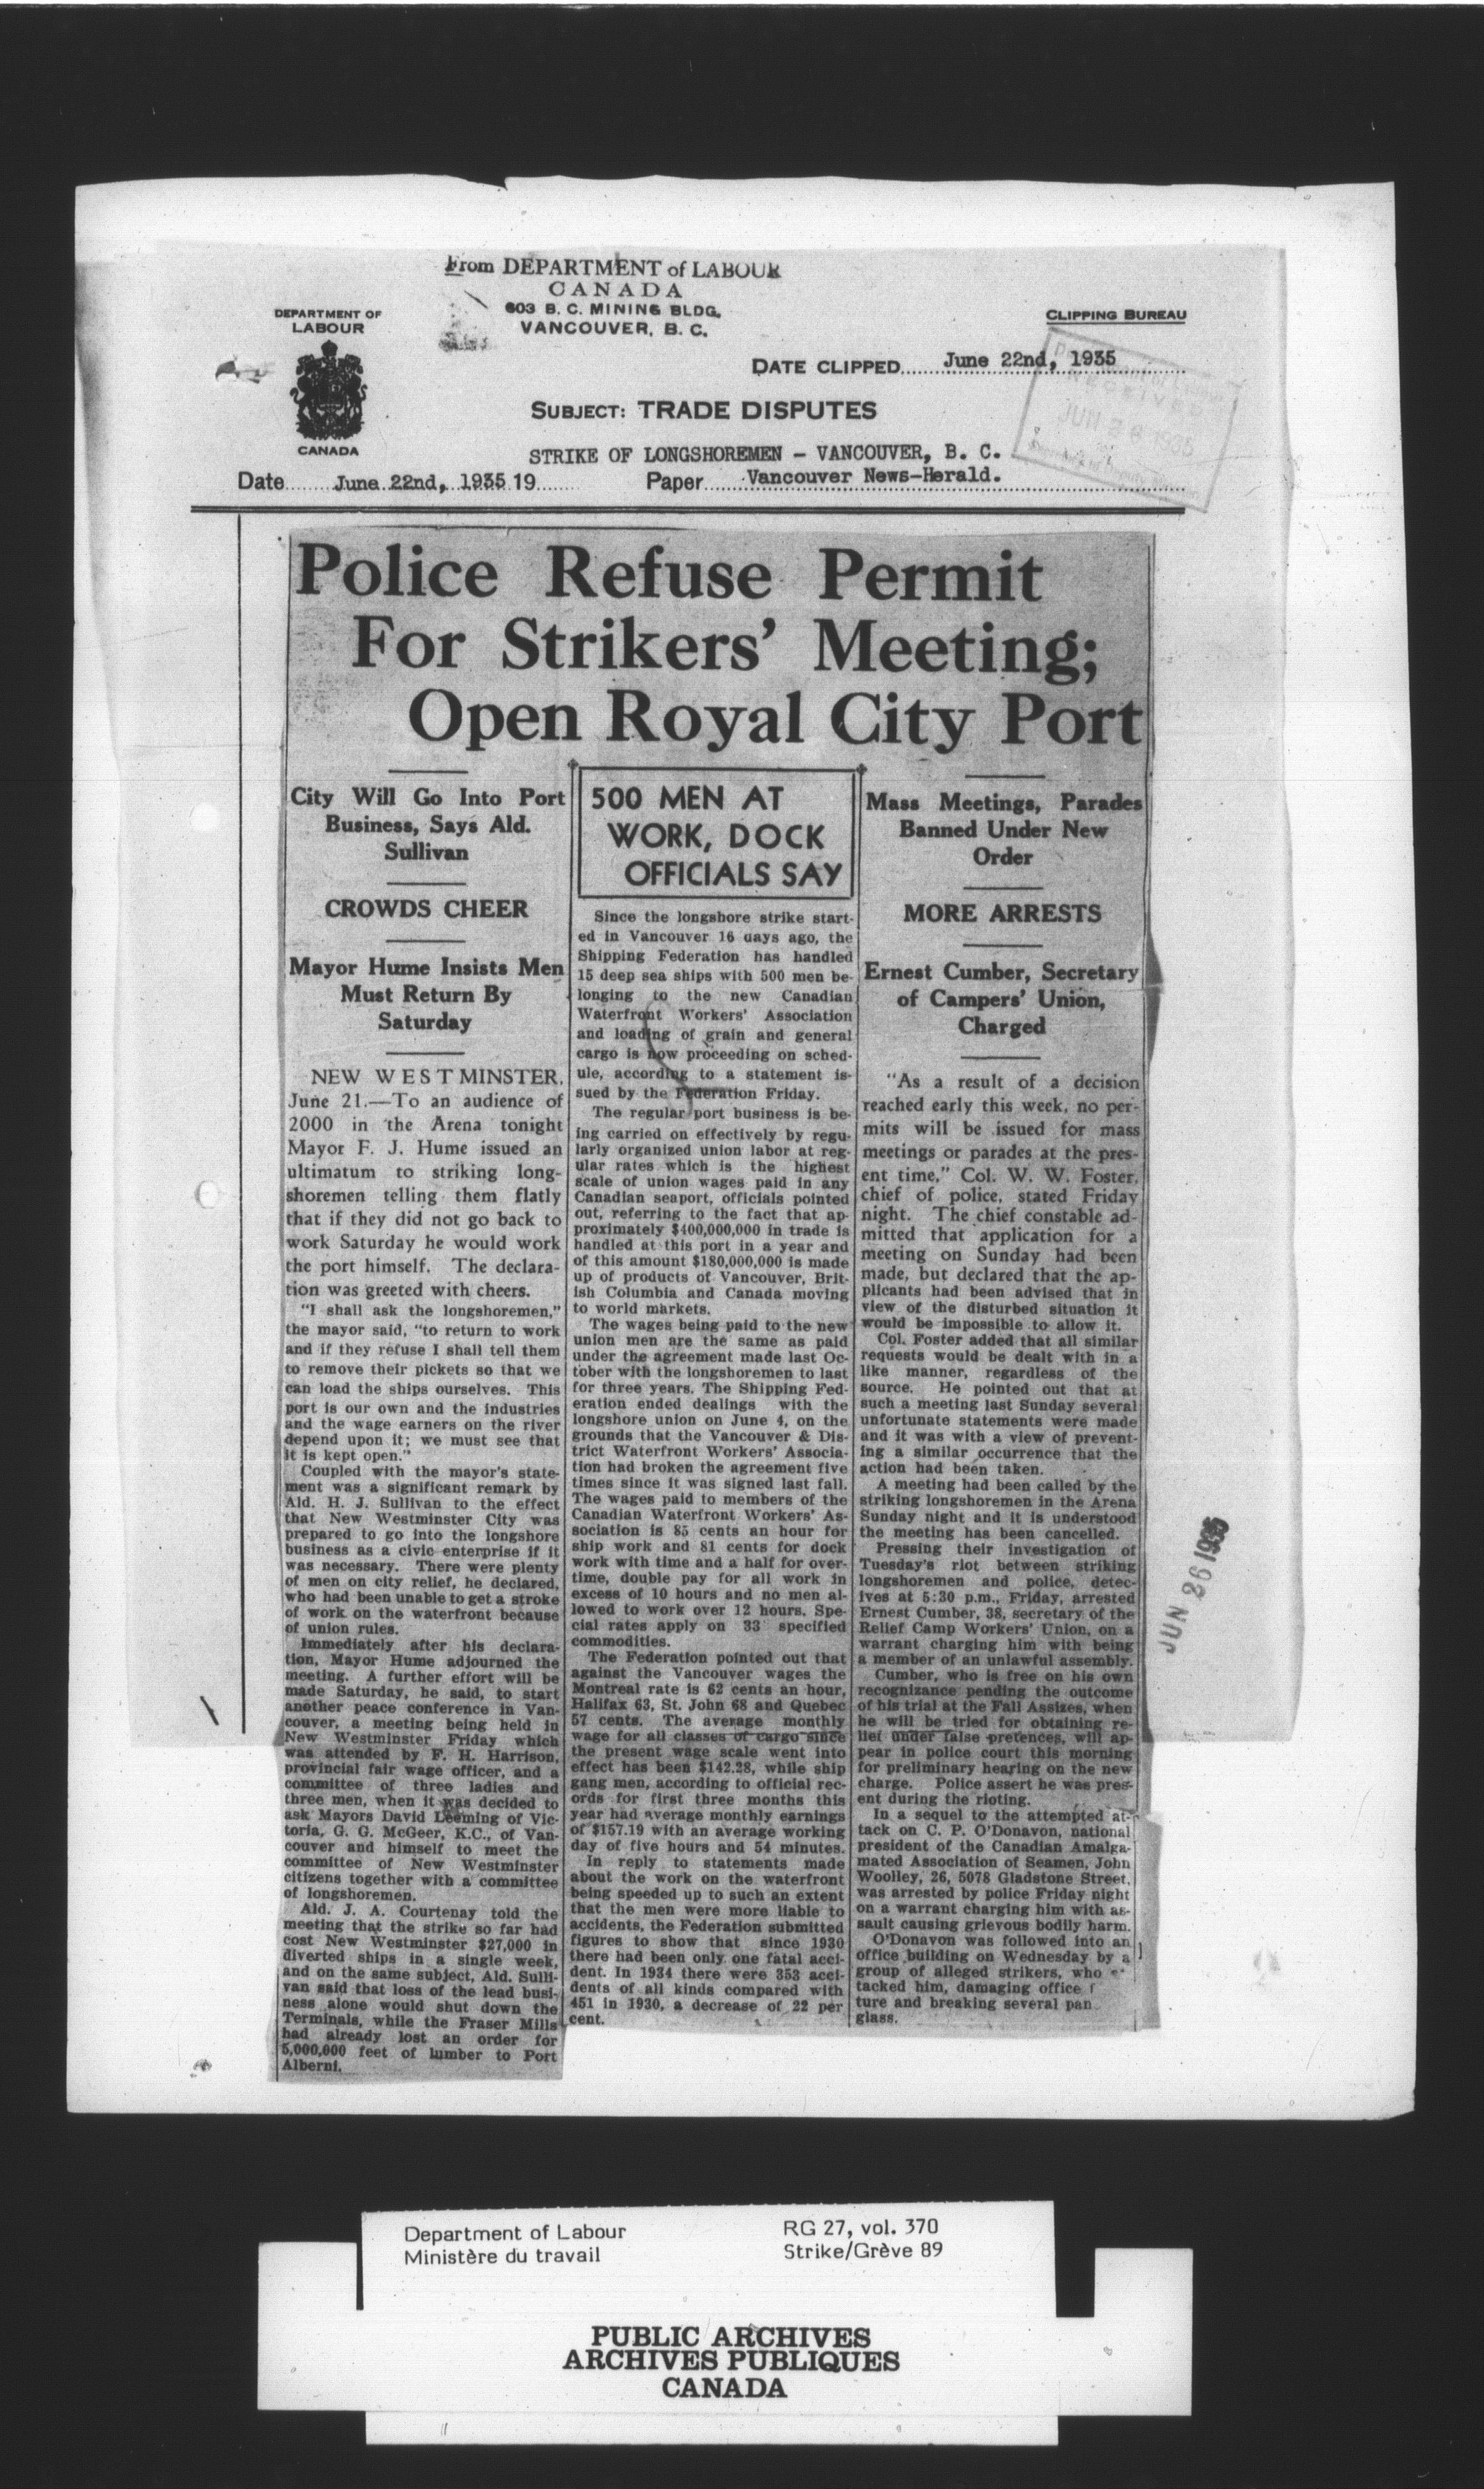 From DEPARTMENT of LABOUR
CANADA
603 B. C. MINING BLDG.
VANCOUVER, B. C.
DEPARTMENT OF
LABOUR
CANADA
CLIPPING BUREAU
DATE CLIPPED...... June 22nd, 1935
RECEIVED
JUN 26 1935
SUBJECT: TRADE DISPUTES
STRIKE OF LONGSHOREMEN - VANCOUVER, B. C.
Date...... June 22nd, 1935 19...... Paper...... Vancouver News-Herald.
Police Refuse Permit
For Strikers' Meeting;
Open Royal City Port
City Will Go Into Port
Business, Says Ald.
Sullivan
CROWDS CHEER
Mayor Hume Insists Men
Must Return By
Saturday
NEW WESTMINSTER,
June 21.—To an audience of
2000 in the Arena tonight
Mayor F. J. Hume issued an
ultimatum to striking long-
shoremen telling them flatly
that if they did not go back to
work Saturday he would work
the port himself. The declara-
tion was greeted with cheers.
"I shall ask the longshoremen,"
the mayor said, "to return to work
and if they refuse I shall tell them
to remove their pickets so that we
can load the ships ourselves. This
port is our own and the industries
and the wage earners on the river
depend upon it; we must see that
it is kept open."
Coupled with the mayor's state-
ment was a significant remark by
Ald. H. J. Sullivan to the effect
that New Westminster City was
prepared to go into the longshore
business as a civic enterprise if it
was necessary. There were plenty
of men on city relief, he declared,
who had been unable to get a stroke
of work on the waterfront because
of union rules.
Immediately after his declara-
tion, Mayor Hume adjourned the
meeting. A further effort will be
made Saturday, he said, to start
another peace conference in Van-
couver, a meeting being held in
New Westminster Friday which
was attended by F. H. Harrison,
provincial fair wage officer, and a
committee of three ladies and
three men, when it was decided to
ask Mayors David Leeming of Vic-
toria, G. G. McGeer, K.C., of Van-
couver and himself to meet the
committee of New Westminster
citizens together with a committee
of longshoremen.
Ald. J. A. Courtenay told the
meeting that the strike so far had
cost New Westminster $27,000 in
diverted ships in a single week,
and on the same subject, Ald. Sulli-
van said that loss of the lead busi-
ness alone would shut down the
Terminals, while the Fraser Mills
had already lost an order for
5,000,000 feet of lumber to Port
Alberni.
500 MEN AT
WORK, DOCK
OFFICIALS SAY
Since the longshore strike start-
ed in Vancouver 16 days ago, the
Shipping Federation has handled
15 deep sea ships with 500 men be-
longing to the new Canadian
Waterfront Workers' Association
and loading of grain and general
cargo is now proceeding on sched-
ule, according to a statement is-
sued by the Federation Friday.
The regular port business is be-
ing carried on effectively by regu-
larly organized union labor at reg-
ular rates which is the highest
scale of union wages paid in any
Canadian seaport, officials pointed
out, referring to the fact that ap-
proximately $400,000,000 in trade is
handled at this port in a year and
of this amount $180,000,000 is made
up of products of Vancouver, Brit-
ish Columbia and Canada moving
to world markets.
The wages being paid to the new
union men are the same as paid
under the agreement made last Oc-
tober with the longshoremen to last
for three years. The Shipping Fed-
eration ended dealings with the
longshore union on June 4, on the
grounds that the Vancouver & Dis-
trict Waterfront Workers' Associa-
tion had broken the agreement five
times since it was signed last fall.
The wages paid to members of the
Canadian Waterfront Workers' As-
sociation is 85 cents an hour for
ship work and 81 cents for dock
work with time and a half for over-
time, double pay for all work in
excess of 10 hours and no men al-
lowed to work over 12 hours. Spe-
cial rates apply on 33 specified
commodities.
The Federation pointed out that
against the Vancouver wages the
Montreal rate is 62 cents an hour,
Halifax 63, St. John 68 and Quebec
57 cents. The average monthly
wage for all classes of cargo since
the present wage scale went into
effect has been $142.28, while ship
gang men, according to official rec-
ords for first three months this
year had average monthly earnings
of $157.19 with an average working
day of five hours and 54 minutes.
In reply to statements made
about the work on the waterfront
being speeded up to such an extent
that the men were more liable to
accidents, the Federation submitted
figures to show that since 1930
there had been only one fatal acci-
dent. In 1934 there were 353 acci-
dents of all kinds compared with
451 in 1930, a decrease of 22 per
cent.
Mass Meetings, Parades
Banned Under New
Order
MORE ARRESTS
Ernest Cumber, Secretary
of Campers' Union,
Charged
"As a result of a decision
reached early this week, no per-
mits will be issued for mass
meetings or parades at the pres-
ent time," Col. W. W. Foster,
chief of police, stated Friday
night. The chief constable ad-
mitted that application for a
meeting on Sunday had been
made, but declared that the ap-
plicants had been advised that in
view of the disturbed situation it
would be impossible to allow it.
Col. Foster added that all similar
requests would be dealt with in a
like manner, regardless of the
source. He pointed out that at
such a meeting last Sunday several
unfortunate statements were made
and it was with a view of prevent-
ing a similar occurrence that the
action had been taken.
A meeting had been called by the
striking longshoremen in the Arena
Sunday night and it is understood
the meeting has been cancelled.
Pressing their investigation of
Tuesday's riot between striking
longshoremen and police, detec-
ives at 5:30 p.m., Friday, arrested
Ernest Cumber, 38, secretary of the
Relief Camp Workers' Union, on a
warrant charging him with being
a member of an unlawful assembly.
Cumber, who is free on his own
recognizance pending the outcome
of his trial at the Fall Assizes, when
he will be tried for obtaining re-
lief under false pretences, will ap-
pear in police court this morning
for preliminary hearing on the new
charge. Police assert he was pres-
ent during the rioting.
In a sequel to the attempted at-
tack on C. P. O'Donavon, national
president of the Canadian Amalga-
mated Association of Seamen, John
Woolley, 26, 5078 Gladstone Street,
was arrested by police Friday night
on a warrant charging him with as-
sault causing grievous bodily harm.
O'Donavon was followed into an
office building on Wednesday by a
group of alleged strikers, who
tacked him, damaging office
ture and breaking several pan
glass.
JUN 26 1935
Department of Labour
Ministère du travail
RG 27, vol. 370
Strike/Grève 89
PUBLIC ARCHIVES
ARCHIVES PUBLIQUES
CANADA